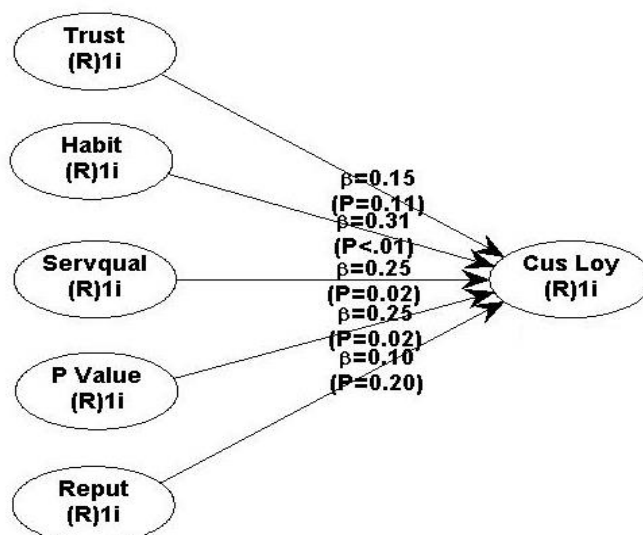 Trust
(R)1i
Habit
(R)1i
β=0.15
(P=0.11)
β=0.31
(P<.01)
Servqual
(R)1i
β=0.25
(P=0.02)
Cus Loy
(R)1i
β=0.25
(P=0.02)
P Value
(R)1i
β=0.10
(P=0.20)
Reput
(R)1i